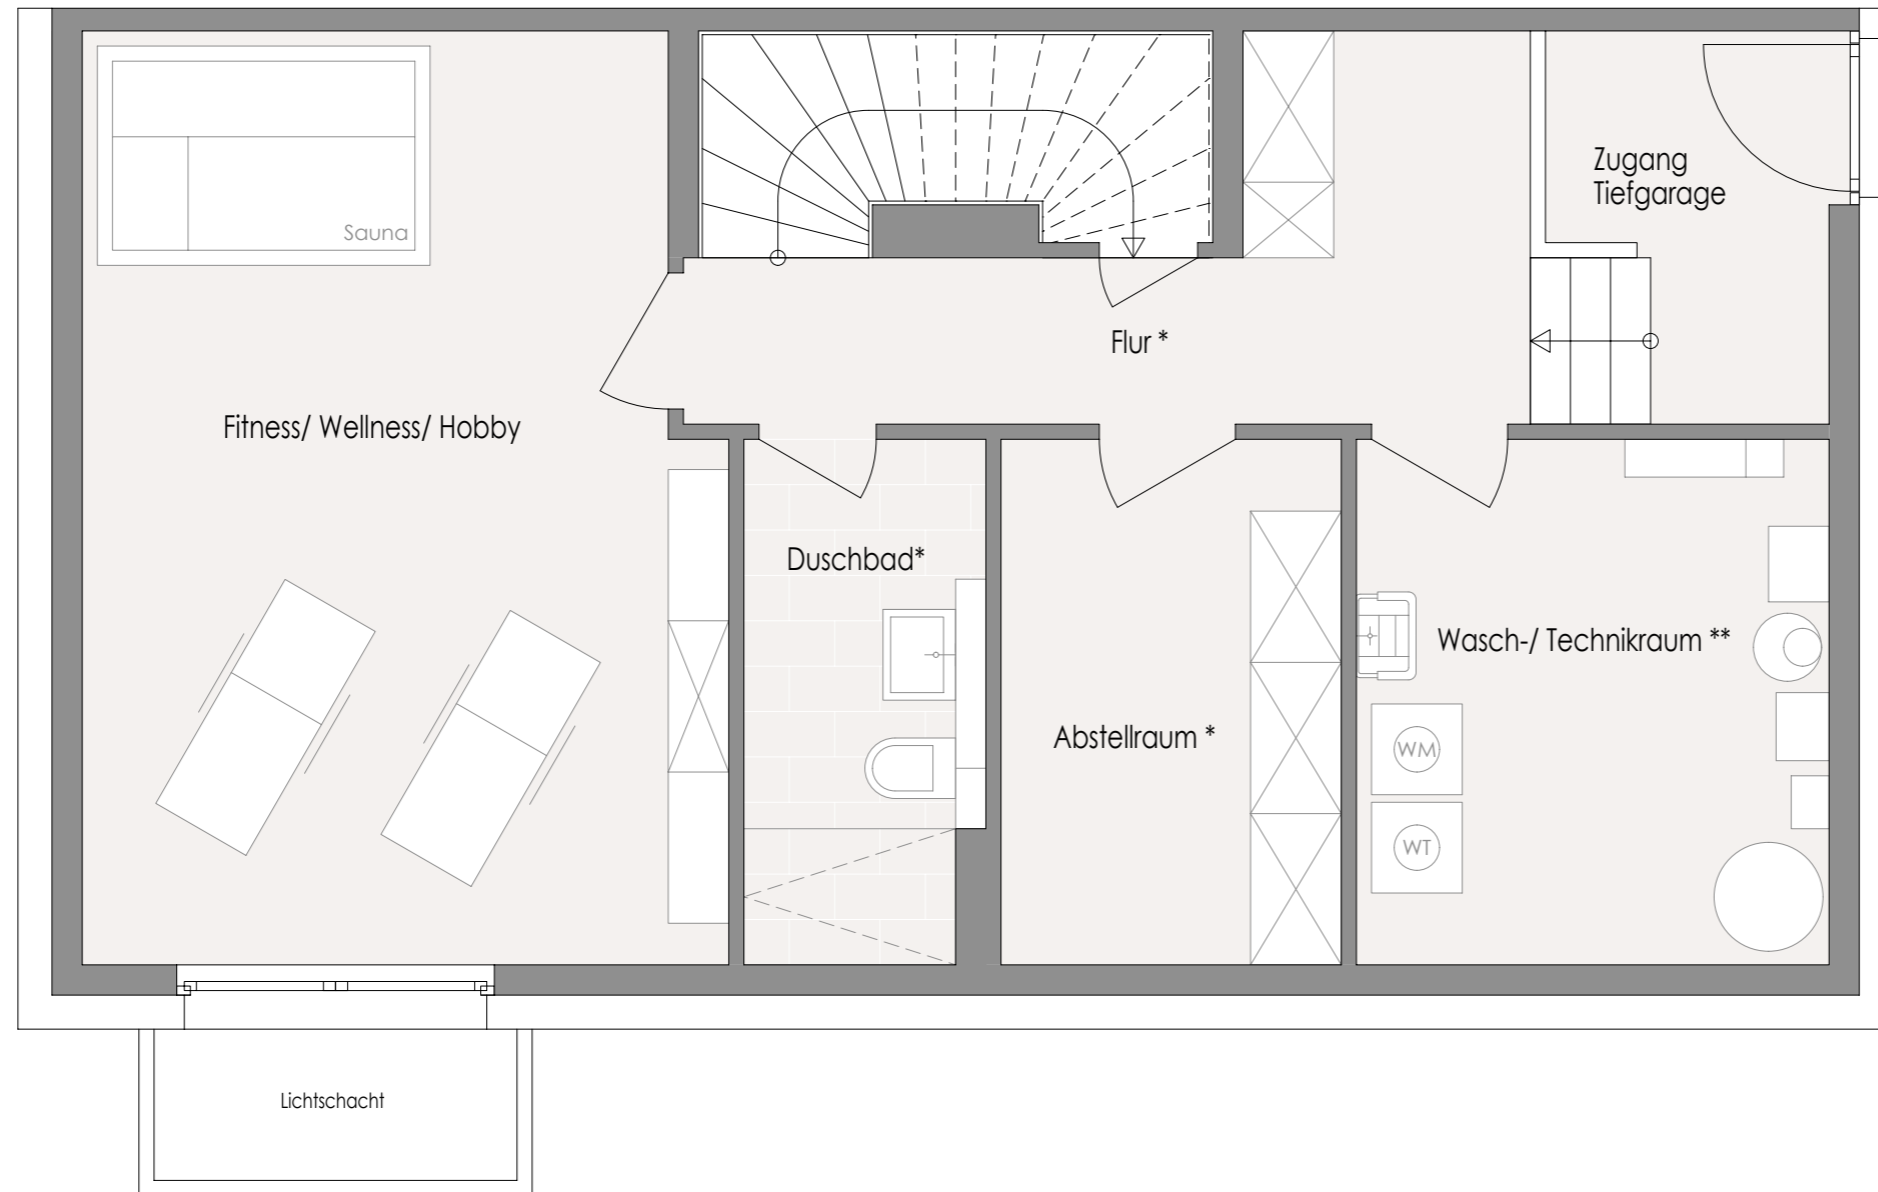 Zugang
Tiefgarage
Sauna
Flur *
Fitness/ Wellness/ Hobby
Duschbad*
Wasch-/ Technikraum **
Abstellraum *
WM
WT
Lichtschacht